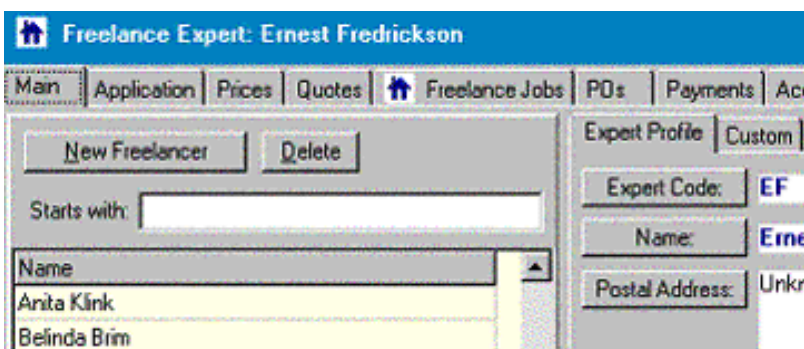 Freelance Expert: Ernest Fredrickson
Main Application Prices Quotes Freelance Jobs POs Payments
New Freelancer Delete
Starts with:
Name
Anita Klink
Belinda Brim
Expert Profile Custom
Expert Code: EF
Name:
Postal Address: